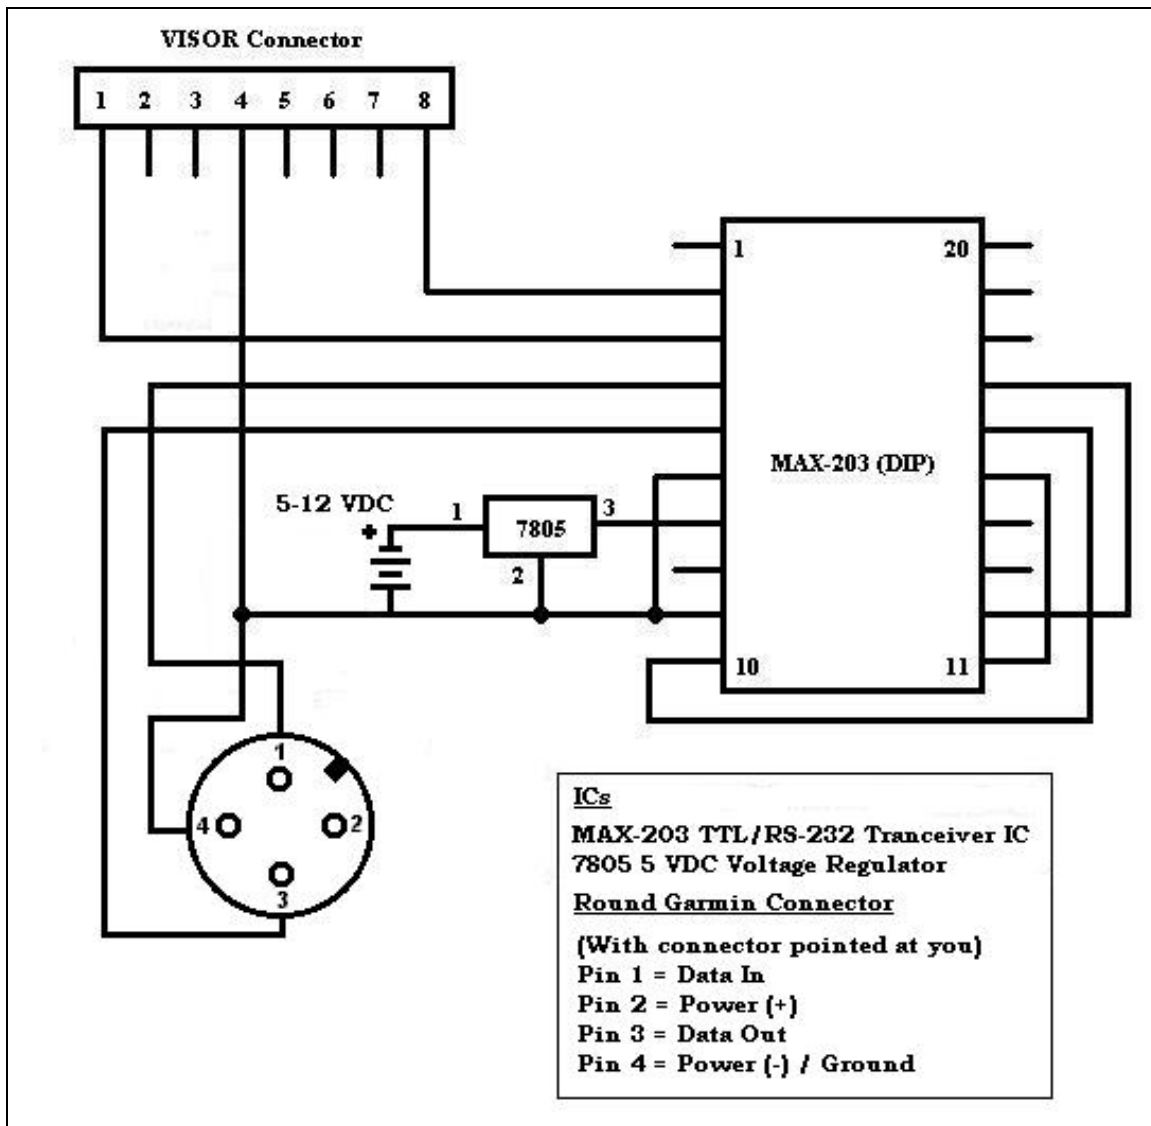 VISOR Connector
1 2 3 4 5 6 7 8
1 20
MAX-203 (DIP)
5-12 VDC
+
1 7805 3
2
10 11
1
4 2
3
ICs
MAX-203 TTL/RS-232 Tranceiver IC
7805 5 VDC Voltage Regulator
Round Garmin Connector
(With connector pointed at you)
Pin 1 = Data In
Pin 2 = Power (+)
Pin 3 = Data Out
Pin 4 = Power (-) / Ground